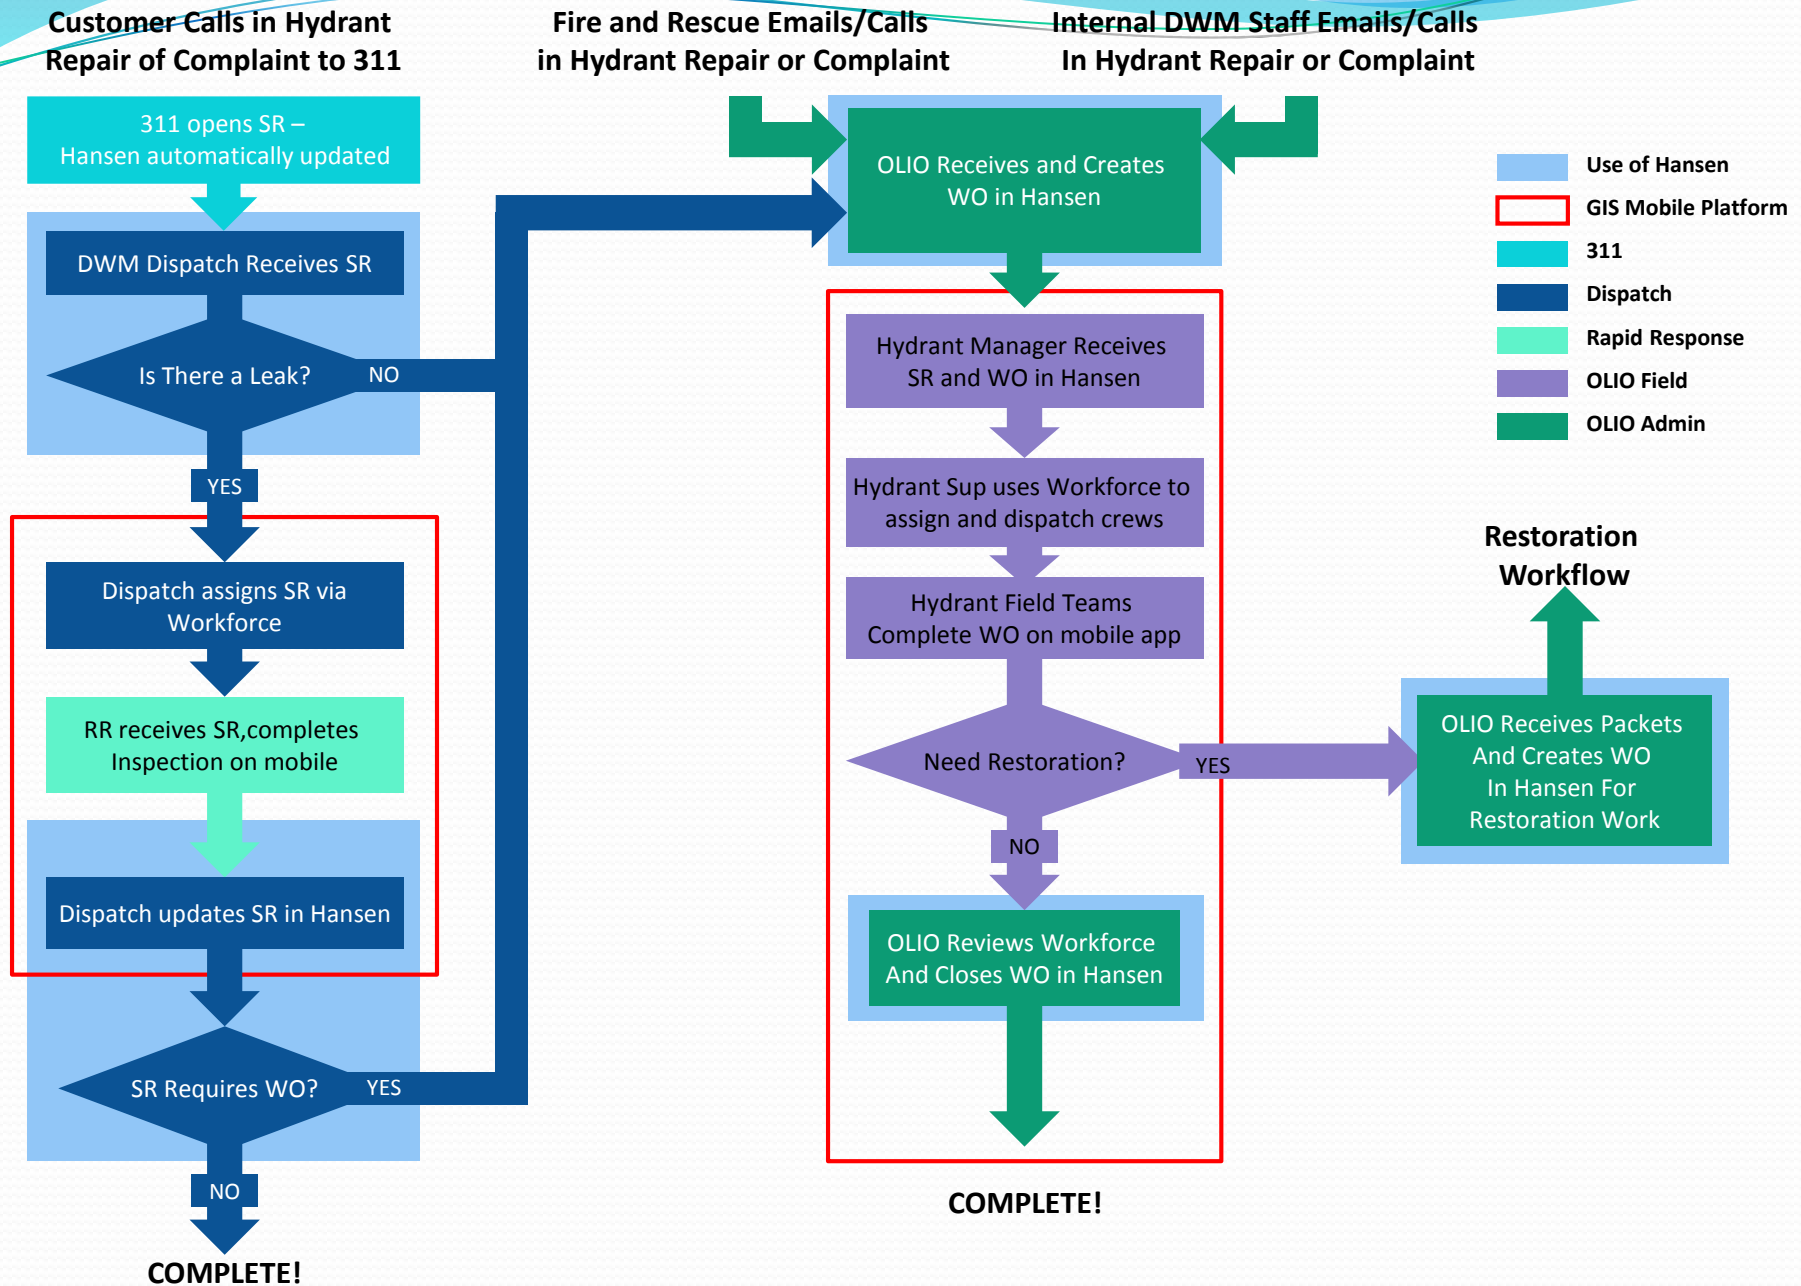 Customer Calls in Hydrant
Repair of Complaint to 311
311 opens SR –
Hansen automatically updated
DWM Dispatch Receives SR
Is There a Leak?
NO
YES
Dispatch assigns SR via
Workforce
RR receives SR,completes
Inspection on mobile
Dispatch updates SR in Hansen
SR Requires WO?
YES
NO
COMPLETE!
Fire and Rescue Emails/Calls
in Hydrant Repair or Complaint
Internal DWM Staff Emails/Calls
In Hydrant Repair or Complaint
OLIO Receives and Creates
WO in Hansen
Hydrant Manager Receives
SR and WO in Hansen
Hydrant Sup uses Workforce to
assign and dispatch crews
Hydrant Field Teams
Complete WO on mobile app
Need Restoration?
YES
NO
OLIO Reviews Workforce
And Closes WO in Hansen
COMPLETE!
Restoration
Workflow
OLIO Receives Packets
And Creates WO
In Hansen For
Restoration Work
Use of Hansen
GIS Mobile Platform
311
Dispatch
Rapid Response
OLIO Field
OLIO Admin